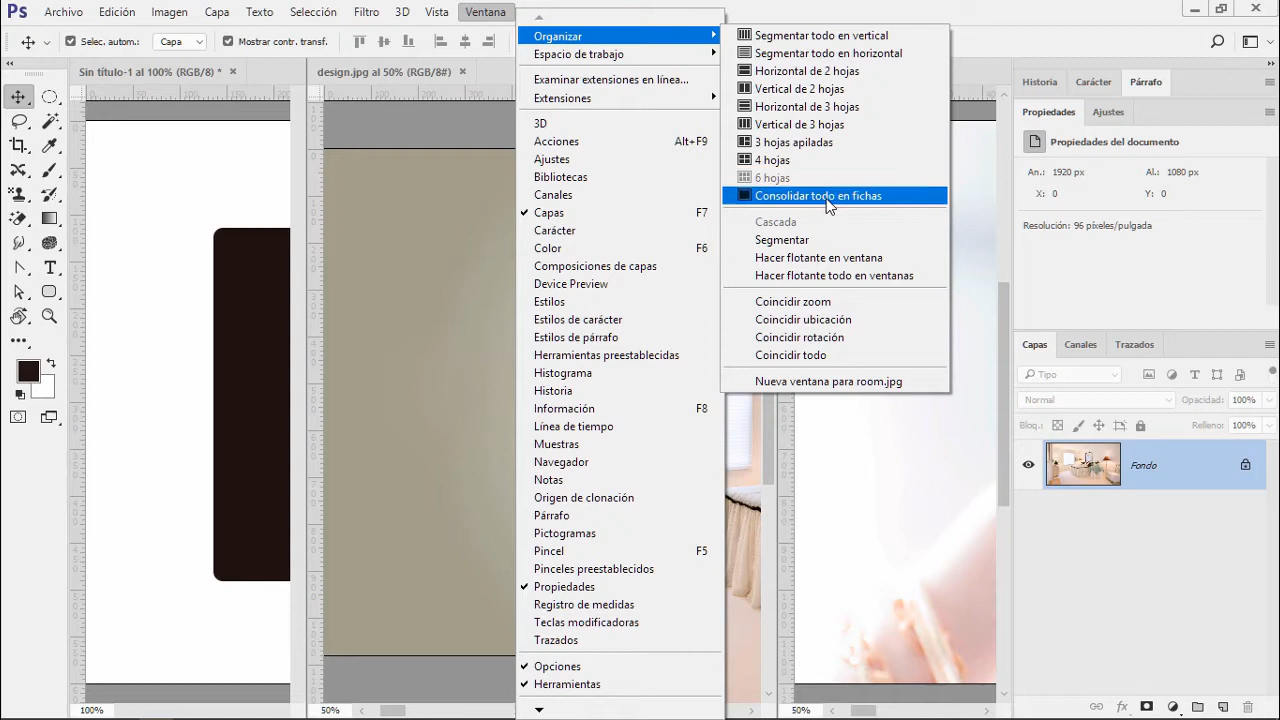 Ps Archivo Edición Imagen Capa Texto Selección Filtro 3D Vista Ventana
Selec. autom.: Capa Mostrar contr. transf.
Sin título-1 al 100% (RGB/8) *
design.jpg al 50% (RGB/8#)
Organizar
Espacio de trabajo
Examinar extensiones en línea...
Extensiones
3D
Acciones Alt+F9
Ajustes
Bibliotecas
Canales
Capas F7
Carácter
Color F6
Composiciones de capas
Device Preview
Estilos
Estilos de carácter
Estilos de párrafo
Herramientas preestablecidas
Histograma
Historia
Información F8
Línea de tiempo
Muestras
Navegador
Notas
Origen de clonación
Párrafo
Pictogramas
Pincel F5
Pinceles preestablecidos
Propiedades
Registro de medidas
Teclas modificadoras
Trazados
Opciones
Herramientas
Segmentar todo en vertical
Segmentar todo en horizontal
Horizontal de 2 hojas
Vertical de 2 hojas
Horizontal de 3 hojas
Vertical de 3 hojas
3 hojas apiladas
4 hojas
6 hojas
Consolidar todo en fichas
Cascada
Segmentar
Hacer flotante en ventana
Hacer flotante todo en ventanas
Coincidir zoom
Coincidir ubicación
Coincidir rotación
Coincidir todo
Nueva ventana para room.jpg
Historia Carácter Párrafo
Propiedades Ajustes
Propiedades del documento
An.: 1920 px Al.: 1080 px
X: 0 Y: 0
Resolución: 96 píxeles/pulgada
Capas Canales Trazados
Tipo
Normal Opacidad: 100%
Bloq.: Relleno: 100%
Fondo
100%
50%
50%